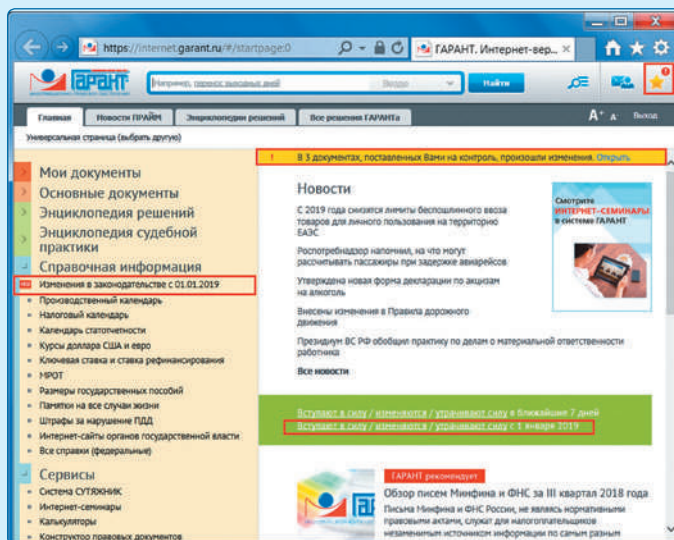 https://internet.garant.ru/#/startpage:0
ГАРАНТ. Интернет-вер...
ГАРАНТ
Например, перенос выходных дней
Везде
Найти
Главная
Новости ПРАЙМ
Энциклопедии решений
Все решения ГАРАНТа
А+ А- Выход
Универсальная страница (выбрать другую)
! В 3 документах, поставленных Вами на контроль, произошли изменения. Открыть
Мои документы
Основные документы
Энциклопедия решений
Энциклопедия судебной
практики
Справочная информация
Изменения в законодательстве с 01.01.2019
Производственный календарь
Налоговый календарь
Календарь статотчетности
Курсы доллара США и евро
Ключевая ставка и ставка рефинансирования
МРОТ
Размеры государственных пособий
Памятки на все случаи жизни
Штрафы за нарушение ПДД
Интернет-сайты органов государственной власти
Все справки (федеральные)
Сервисы
Система СУТЯЖНИК
Интернет-семинары
Калькуляторы
Конструктор правовых документов
Новости
С 2019 года снизятся лимиты беспошлинного ввоза
товаров для личного пользования на территорию
ЕАЭС
Роспотребнадзор напомнил, на что могут
рассчитывать пассажиры при задержке авиарейсов
Утверждена новая форма декларации по акцизам
на алкоголь
Внесены изменения в Правила дорожного
движения
Президиум ВС РФ обобщил практику по делам о материальной ответственности
работника
Все новости
Смотрите
ИНТЕРНЕТ-СЕМИНАРЫ
в системе ГАРАНТ
Вступают в силу / изменяются / утрачивают силу в ближайшие 7 дней
Вступают в силу / изменяются / утрачивают силу с 1 января 2019
ГАРАНТ рекомендует
Обзор писем Минфина и ФНС за III квартал 2018 года
Письма Минфина и ФНС России, не являясь нормативными
правовыми актами, служат для налогоплательщиков
незаменимым источником информации по самым разным